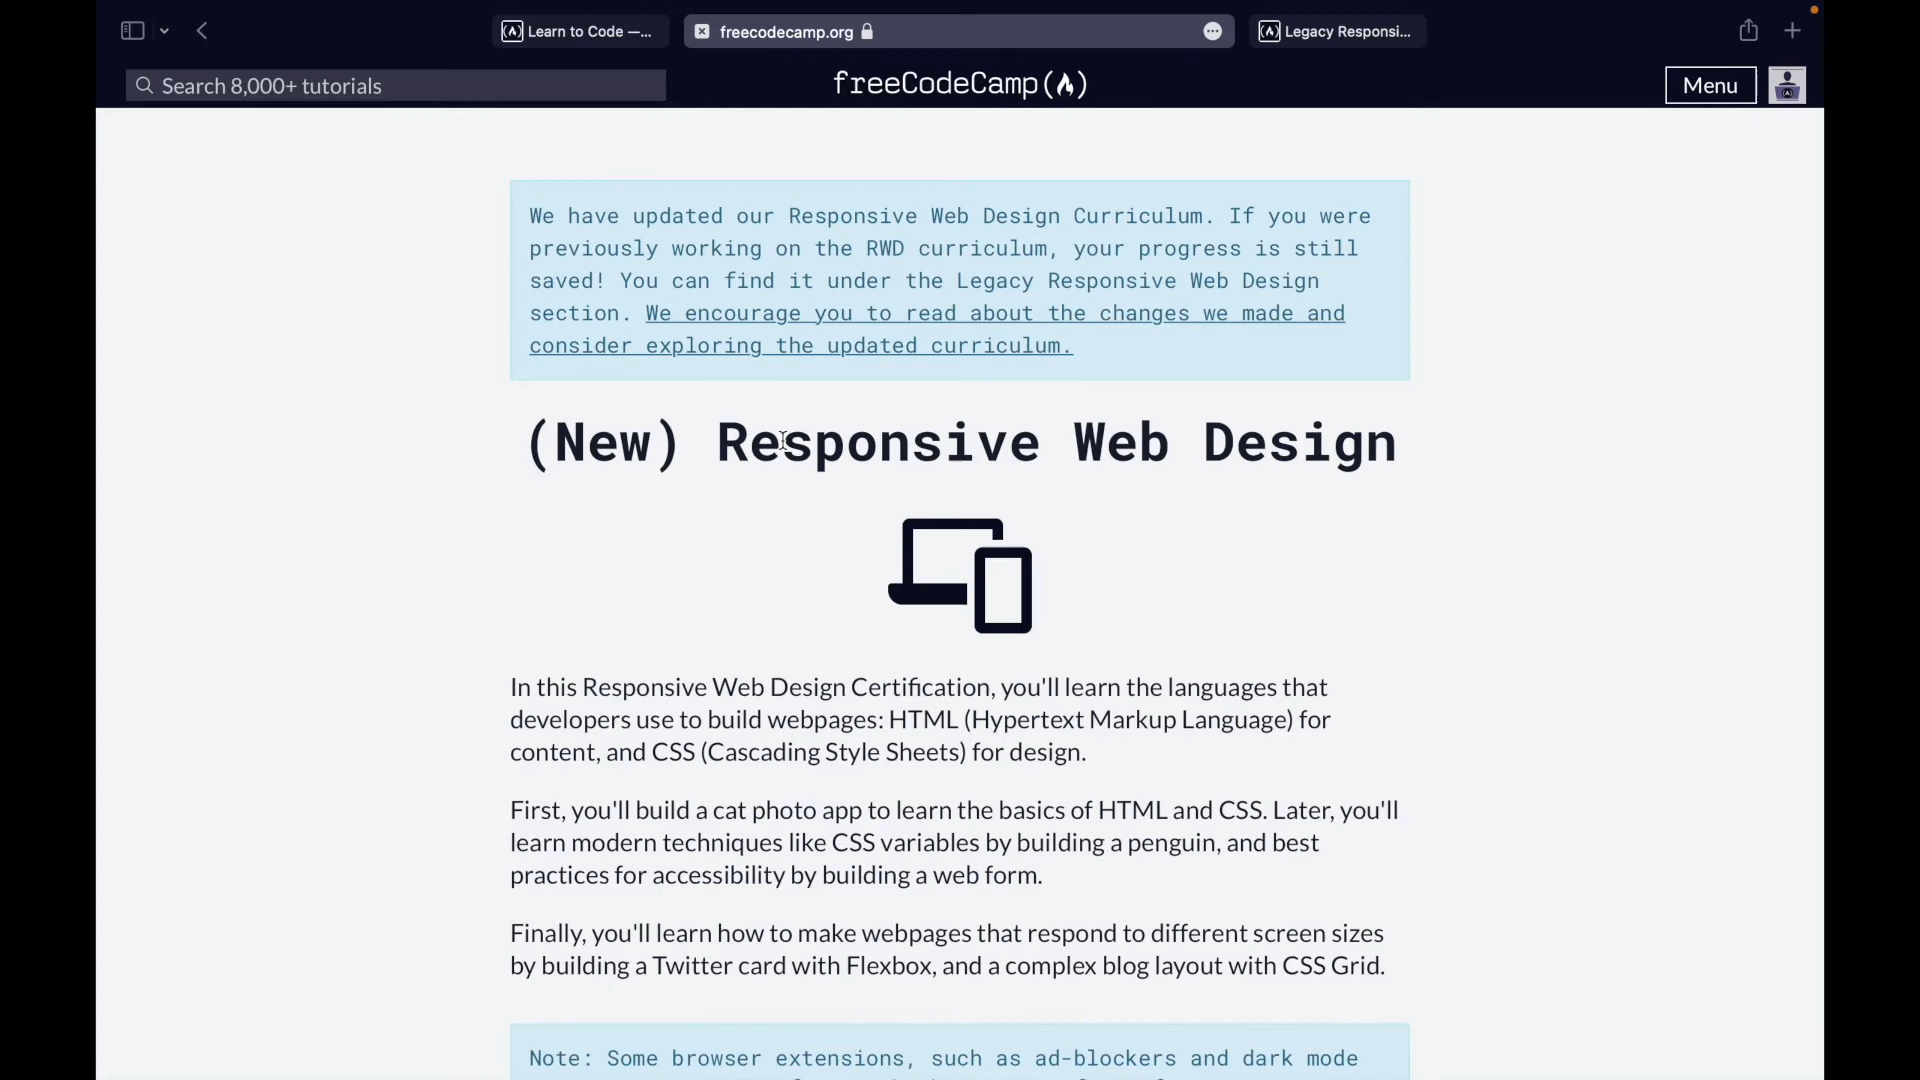 Learn to Code —...
freecodecamp.org
Legacy Responsi...
Search 8,000+ tutorials
freeCodeCamp
Menu
We have updated our Responsive Web Design Curriculum. If you were
previously working on the RWD curriculum, your progress is still
saved! You can find it under the Legacy Responsive Web Design
section. We encourage you to read about the changes we made and
consider exploring the updated curriculum.
(New) Responsive Web Design
In this Responsive Web Design Certification, you'll learn the languages that
developers use to build webpages: HTML (Hypertext Markup Language) for
content, and CSS (Cascading Style Sheets) for design.
First, you'll build a cat photo app to learn the basics of HTML and CSS. Later, you'll
learn modern techniques like CSS variables by building a penguin, and best
practices for accessibility by building a web form.
Finally, you'll learn how to make webpages that respond to different screen sizes
by building a Twitter card with Flexbox, and a complex blog layout with CSS Grid.
Note: Some browser extensions, such as ad-blockers and dark mode